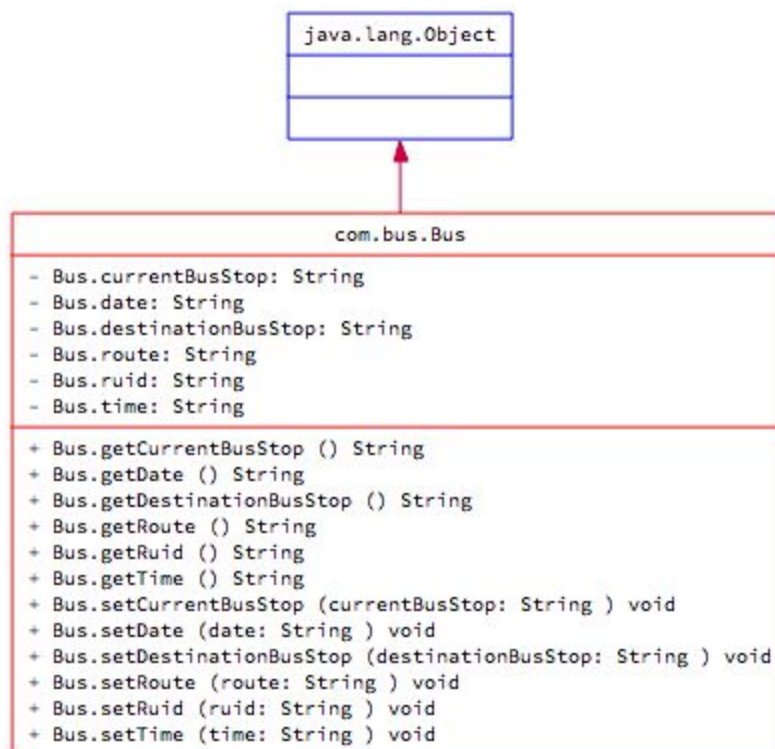 java.lang.Object
com.bus.Bus
- Bus.currentBusStop: String
- Bus.date: String
- Bus.destinationBusStop: String
- Bus.route: String
- Bus.ruid: String
- Bus.time: String
+ Bus.getCurrentBusStop () String
+ Bus.getDate () String
+ Bus.getDestinationBusStop () String
+ Bus.getRoute () String
+ Bus.getRuid () String
+ Bus.getTime () String
+ Bus.setCurrentBusStop (currentBusStop: String ) void
+ Bus.setDate (date: String ) void
+ Bus.setDestinationBusStop (destinationBusStop: String ) void
+ Bus.setRoute (route: String ) void
+ Bus.setRuid (ruid: String ) void
+ Bus.setTime (time: String ) void